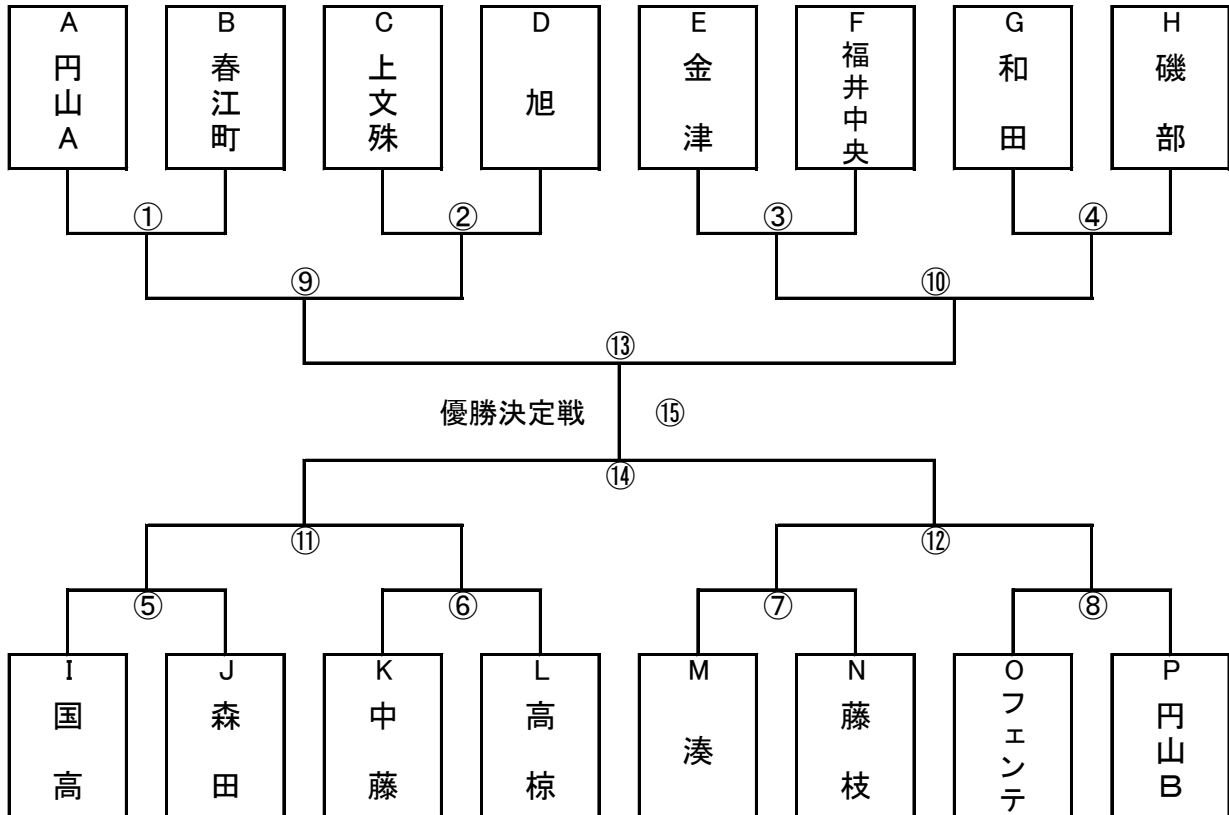 A B C D E F G H
円山A 春江町 上文殊 旭 金津 福井中央 和田 磯部
① ② ③ ④
⑨ ⑩
⑬
優勝決定戦 ⑮
⑭
⑪ ⑫
⑤ ⑥ ⑦ ⑧
I J K L M N O P
国高 森田 中藤 高椋 湊 藤枝 フェンテ 円山B